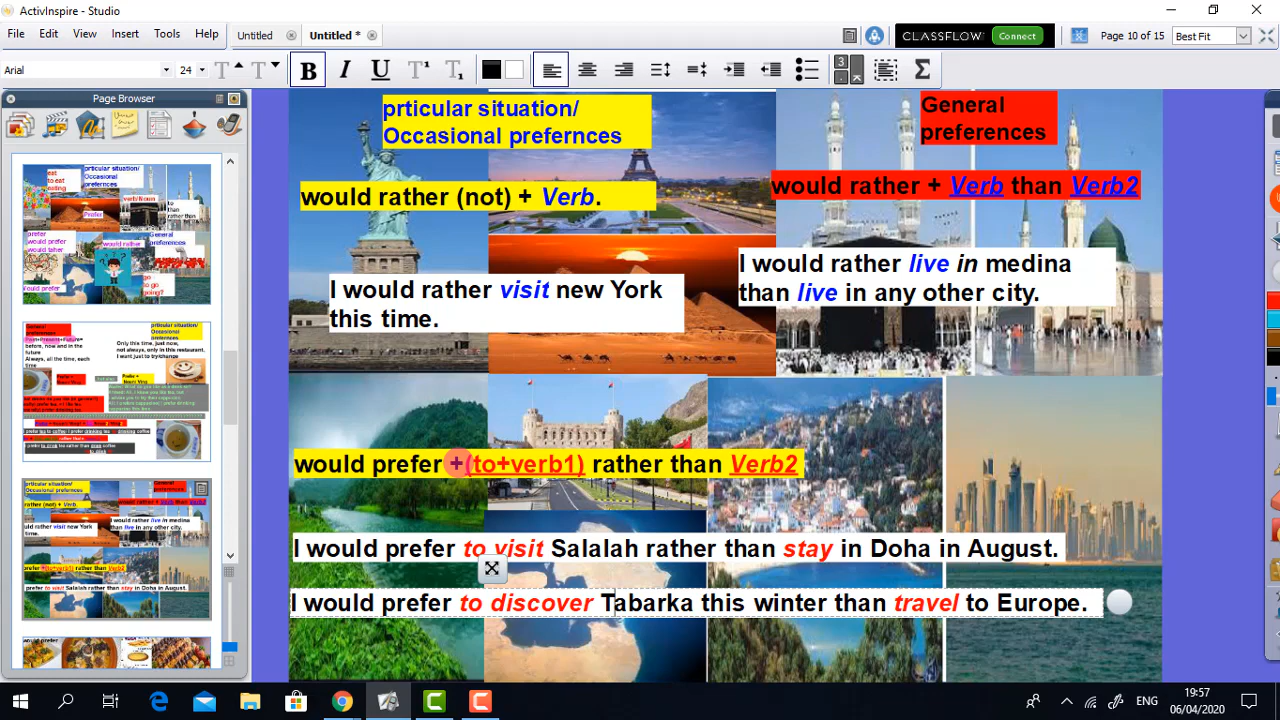 ActivInspire - Studio
File Edit View Insert Tools Help
Untitled
Untitled *
CLASSFLOW Connect
Page 10 of 15
Best Fit
Arial
24
Page Browser
prticular situation/
Occasional prefernces
would rather (not) + Verb.
I would rather visit new York
this time.
General
preferences
would rather + Verb than Verb2
I would rather live in medina
than live in any other city.
would prefer +(to+verb1) rather than Verb2
I would prefer to visit Salalah rather than stay in Doha in August.
I would prefer to discover Tabarka this winter than travel to Europe.
ENG
19:57
06/04/2020